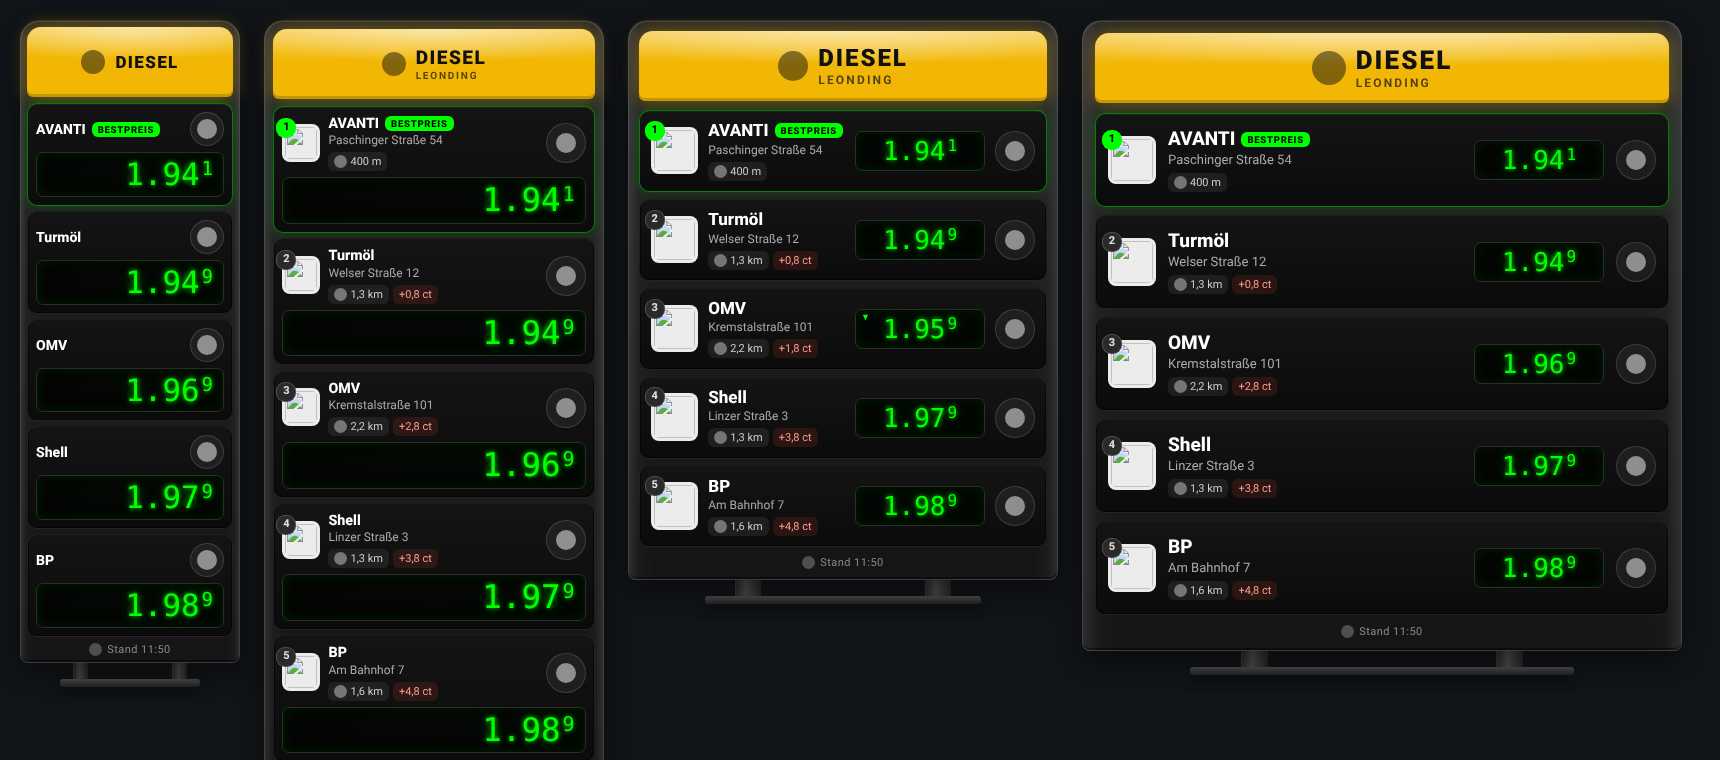 DIESEL
AVANTI BESTPREIS
1.94¹
Turmöl
1.94⁹
OMV
1.96⁹
Shell
1.97⁹
BP
1.98⁹
Stand 11:50
DIESEL
LEONDING
1
AVANTI BESTPREIS
Paschinger Straße 54
400 m
1.94¹
2
Turmöl
Welser Straße 12
1,3 km +0,8 ct
1.94⁹
3
OMV
Kremstalstraße 101
2,2 km +2,8 ct
1.96⁹
4
Shell
Linzer Straße 3
1,3 km +3,8 ct
1.97⁹
5
BP
Am Bahnhof 7
1,6 km +4,8 ct
1.98⁹
DIESEL
LEONDING
1
AVANTI BESTPREIS
Paschinger Straße 54
400 m
1.94¹
2
Turmöl
Welser Straße 12
1,3 km +0,8 ct
1.94⁹
3
OMV
Kremstalstraße 101
2,2 km +1,8 ct
▼ 1.95⁹
4
Shell
Linzer Straße 3
1,3 km +3,8 ct
1.97⁹
5
BP
Am Bahnhof 7
1,6 km +4,8 ct
1.98⁹
Stand 11:50
DIESEL
LEONDING
1
AVANTI BESTPREIS
Paschinger Straße 54
400 m
1.94¹
2
Turmöl
Welser Straße 12
1,3 km +0,8 ct
1.94⁹
3
OMV
Kremstalstraße 101
2,2 km +2,8 ct
1.96⁹
4
Shell
Linzer Straße 3
1,3 km +3,8 ct
1.97⁹
5
BP
Am Bahnhof 7
1,6 km +4,8 ct
1.98⁹
Stand 11:50